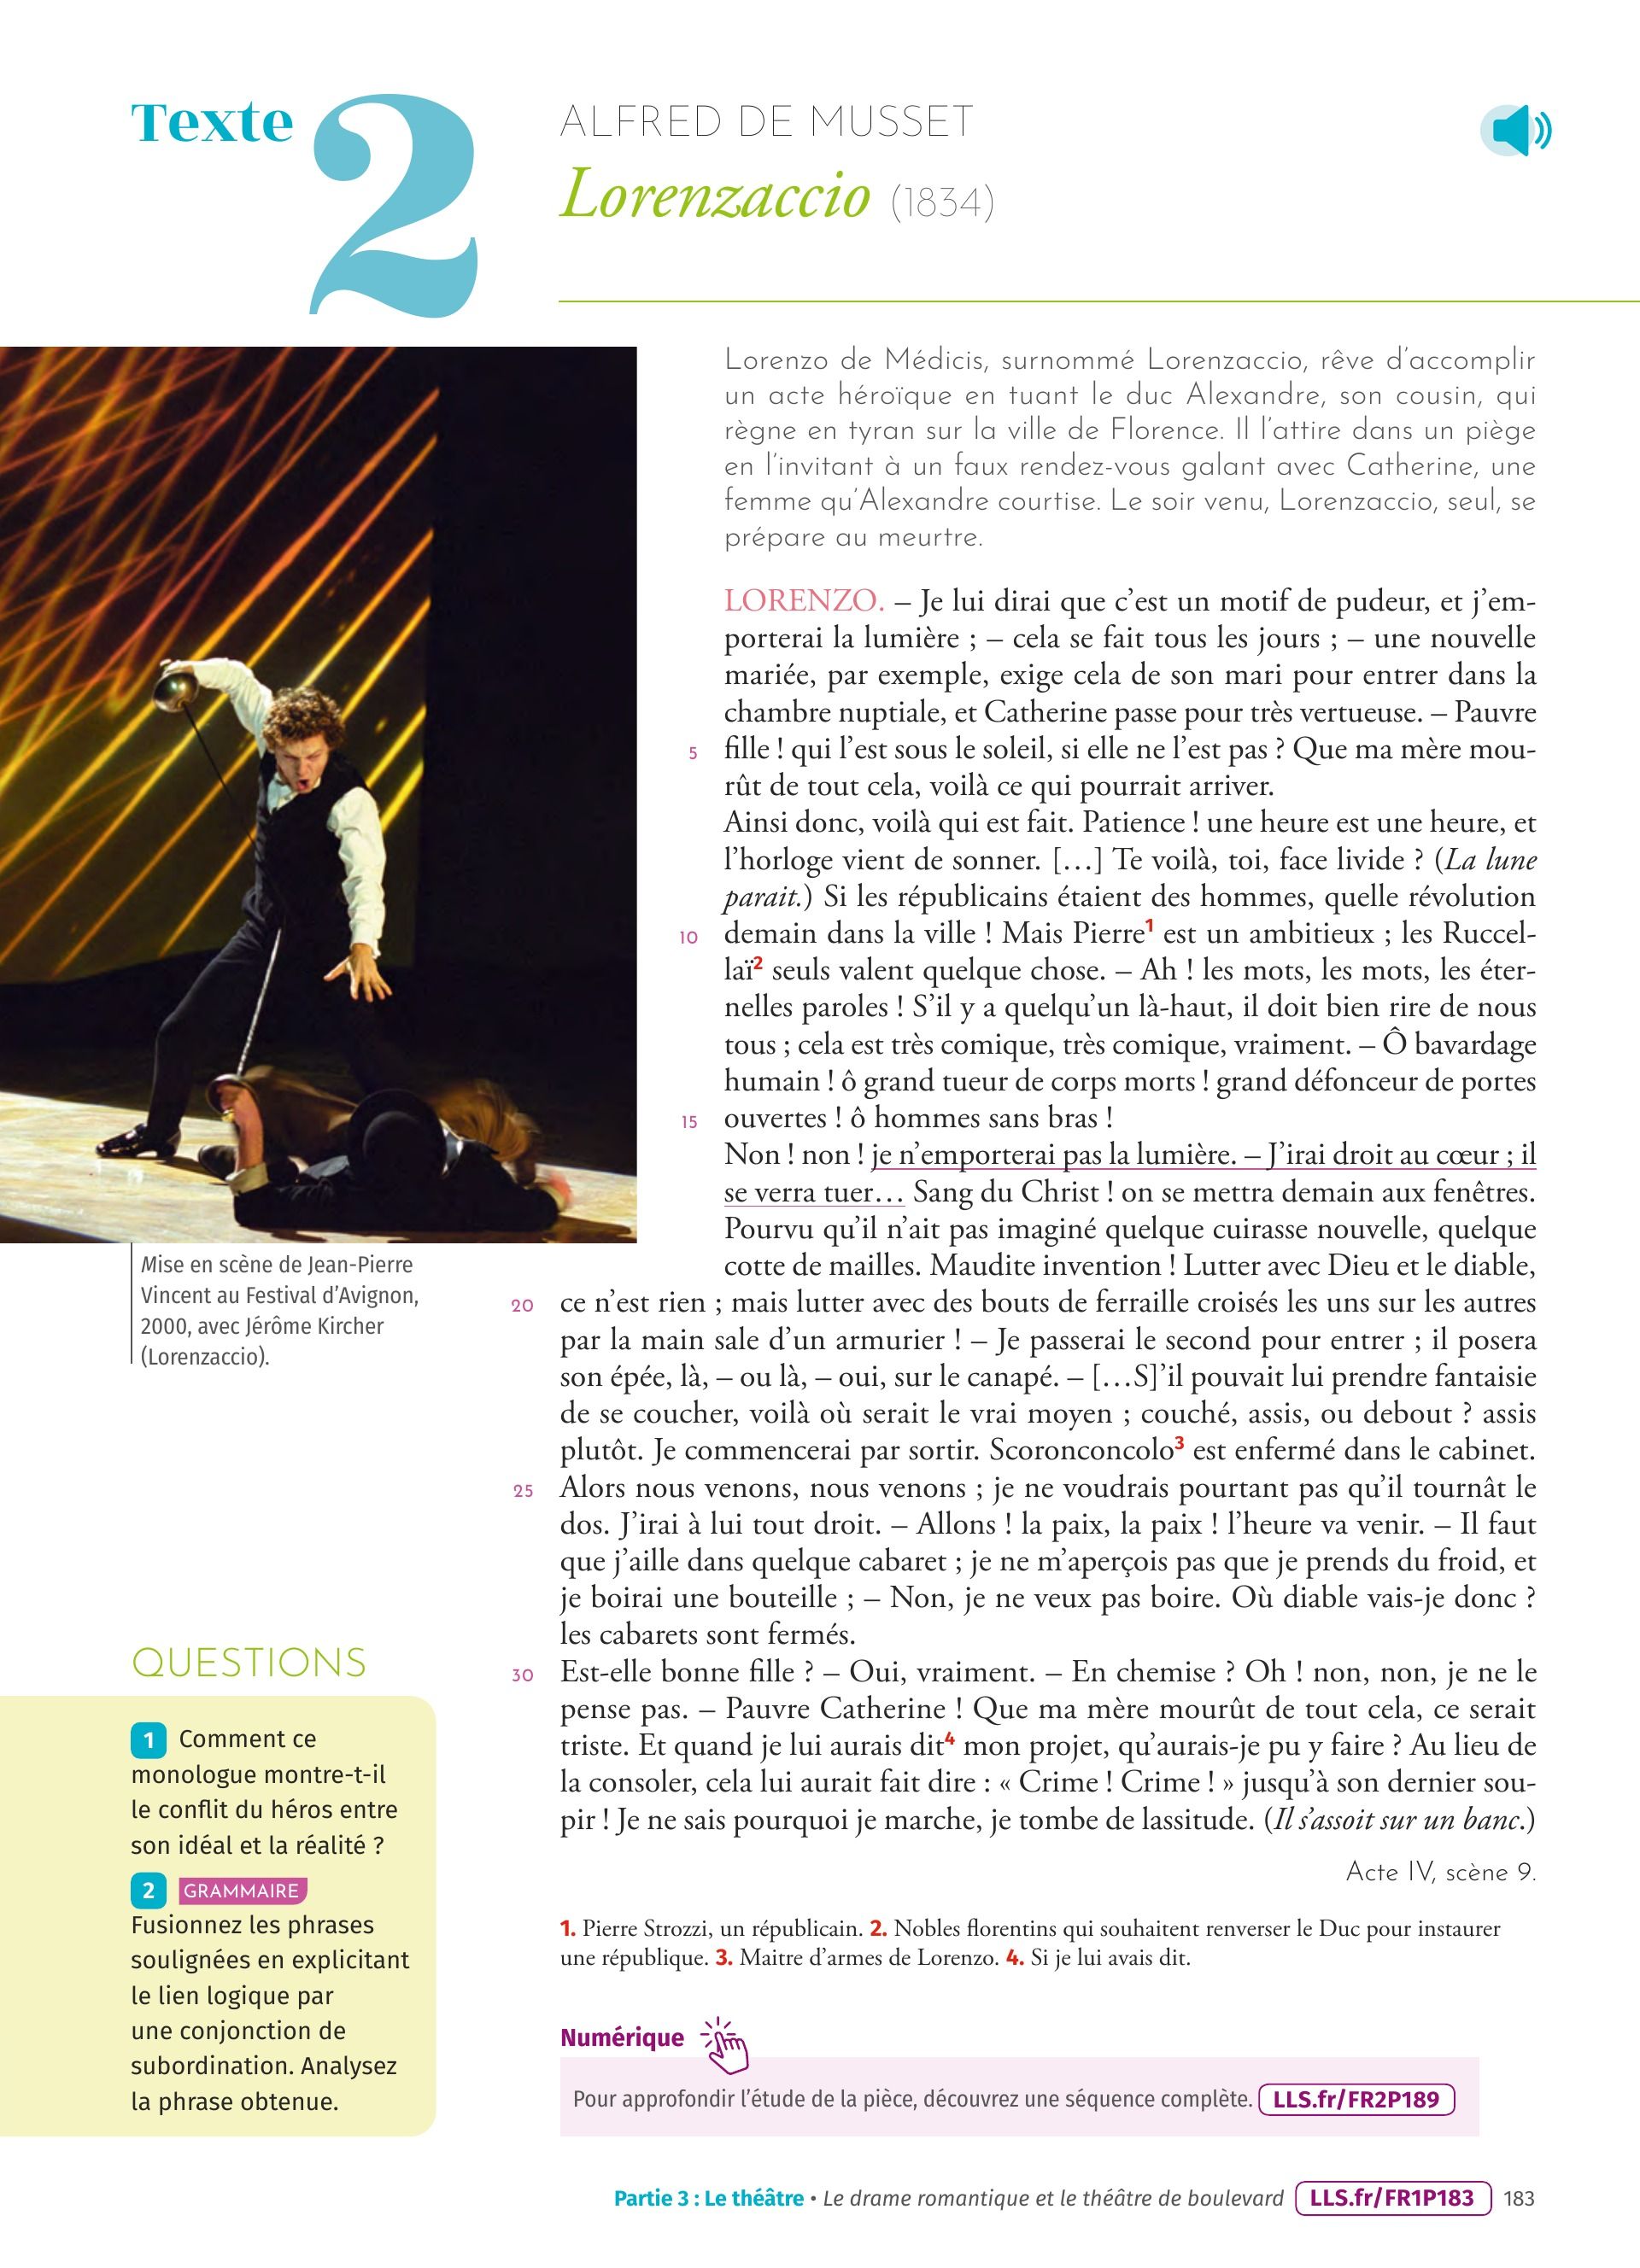 Texte 2
ALFRED DE MUSSET
Lorenzaccio (1834)
Lorenzo de Médicis, surnommé Lorenzaccio, rêve d’accomplir
un acte héroïque en tuant le duc Alexandre, son cousin, qui
règne en tyran sur la ville de Florence. Il l’attire dans un piège
en l’invitant à un faux rendez-vous galant avec Catherine, une
femme qu’Alexandre courtise. Le soir venu, Lorenzaccio, seul, se
prépare au meurtre.
LORENZO. – Je lui dirai que c’est un motif de pudeur, et j’em-
porterai la lumière ; – cela se fait tous les jours ; – une nouvelle
mariée, par exemple, exige cela de son mari pour entrer dans la
chambre nuptiale, et Catherine passe pour très vertueuse. – Pauvre
5 fille ! qui l’est sous le soleil, si elle ne l’est pas ? Que ma mère mou-
rût de tout cela, voilà ce qui pourrait arriver.
Ainsi donc, voilà qui est fait. Patience ! une heure est une heure, et
l’horloge vient de sonner. […] Te voilà, toi, face livide ? (La lune
parait.) Si les républicains étaient des hommes, quelle révolution
10 demain dans la ville ! Mais Pierre1 est un ambitieux ; les Ruccel-
laï2 seuls valent quelque chose. – Ah ! les mots, les mots, les éter-
nelles paroles ! S’il y a quelqu’un là-haut, il doit bien rire de nous
tous ; cela est très comique, très comique, vraiment. – Ô bavardage
humain ! ô grand tueur de corps morts ! grand défonceur de portes
15 ouvertes ! ô hommes sans bras !
Non ! non ! je n’emporterai pas la lumière. – J’irai droit au cœur ; il
se verra tuer… Sang du Christ ! on se mettra demain aux fenêtres.
Pourvu qu’il n’ait pas imaginé quelque cuirasse nouvelle, quelque
cotte de mailles. Maudite invention ! Lutter avec Dieu et le diable,
20 ce n’est rien ; mais lutter avec des bouts de ferraille croisés les uns sur les autres
par la main sale d’un armurier ! – Je passerai le second pour entrer ; il posera
son épée, là, – ou là, – oui, sur le canapé. – […S]’il pouvait lui prendre fantaisie
de se coucher, voilà où serait le vrai moyen ; couché, assis, ou debout ? assis
plutôt. Je commencerai par sortir. Scoronconcolo3 est enfermé dans le cabinet.
25 Alors nous venons, nous venons ; je ne voudrais pourtant pas qu’il tournât le
dos. J’irai à lui tout droit. – Allons ! la paix, la paix ! l’heure va venir. – Il faut
que j’aille dans quelque cabaret ; je ne m’aperçois pas que je prends du froid, et
je boirai une bouteille ; – Non, je ne veux pas boire. Où diable vais-je donc ?
les cabarets sont fermés.
30 Est-elle bonne fille ? – Oui, vraiment. – En chemise ? Oh ! non, non, je ne le
pense pas. – Pauvre Catherine ! Que ma mère mourût de tout cela, ce serait
triste. Et quand je lui aurais dit4 mon projet, qu’aurais-je pu y faire ? Au lieu de
la consoler, cela lui aurait fait dire : « Crime ! Crime ! » jusqu’à son dernier sou-
pir ! Je ne sais pourquoi je marche, je tombe de lassitude. (Il s’assoit sur un banc.)
Acte IV, scène 9.
1. Pierre Strozzi, un républicain. 2. Nobles florentins qui souhaitent renverser le Duc pour instaurer
une république. 3. Maitre d’armes de Lorenzo. 4. Si je lui avais dit.
Mise en scène de Jean-Pierre
Vincent au Festival d’Avignon,
2000, avec Jérôme Kircher
(Lorenzaccio).
QUESTIONS
1 Comment ce
monologue montre-t-il
le conflit du héros entre
son idéal et la réalité ?
2 GRAMMAIRE
Fusionnez les phrases
soulignées en explicitant
le lien logique par
une conjonction de
subordination. Analysez
la phrase obtenue.
Numérique
Pour approfondir l’étude de la pièce, découvrez une séquence complète. LLS.fr/FR2P189
Partie 3 : Le théâtre • Le drame romantique et le théâtre de boulevard LLS.fr/FR1P183 183